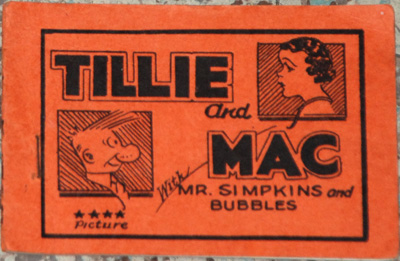 TILLIE
and
MAC
With
MR. SIMPKINS and
BUBBLES
★★★★
Picture